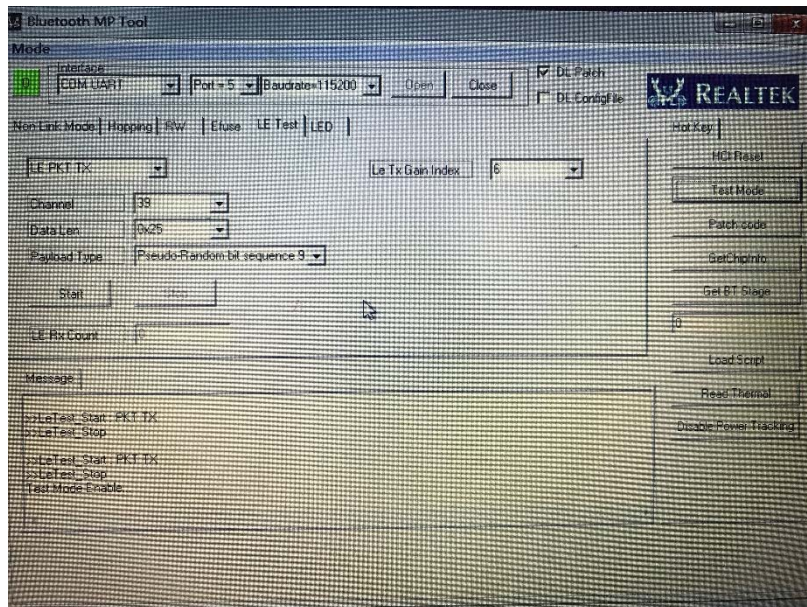 Bluetooth MP Tool
Mode
Interface
0
COM UART
Port = 5
Baudrate=115200
Open
Close
DL Patch
DL ConfigFile
REALTEK
Non Link Mode
Hopping
RW
Efuse
LE Test
LED
Hot Key
LE PKT TX
Le Tx Gain Index
6
HCI Reset
Channel
39
Test Mode
Data Len
0x25
Patch code
Payload Type
Pseudo-Random bit sequence 9
GetChipInfo
Start
Stop
Get BT Stage
LE Rx Count
0
0
Load Script
Message
Read Thermal
Disable Power Tracking
>>LeTest_Start : PKT TX
>>LeTest_Stop
>>LeTest_Start : PKT TX
>>LeTest_Stop
Test Mode Enable...